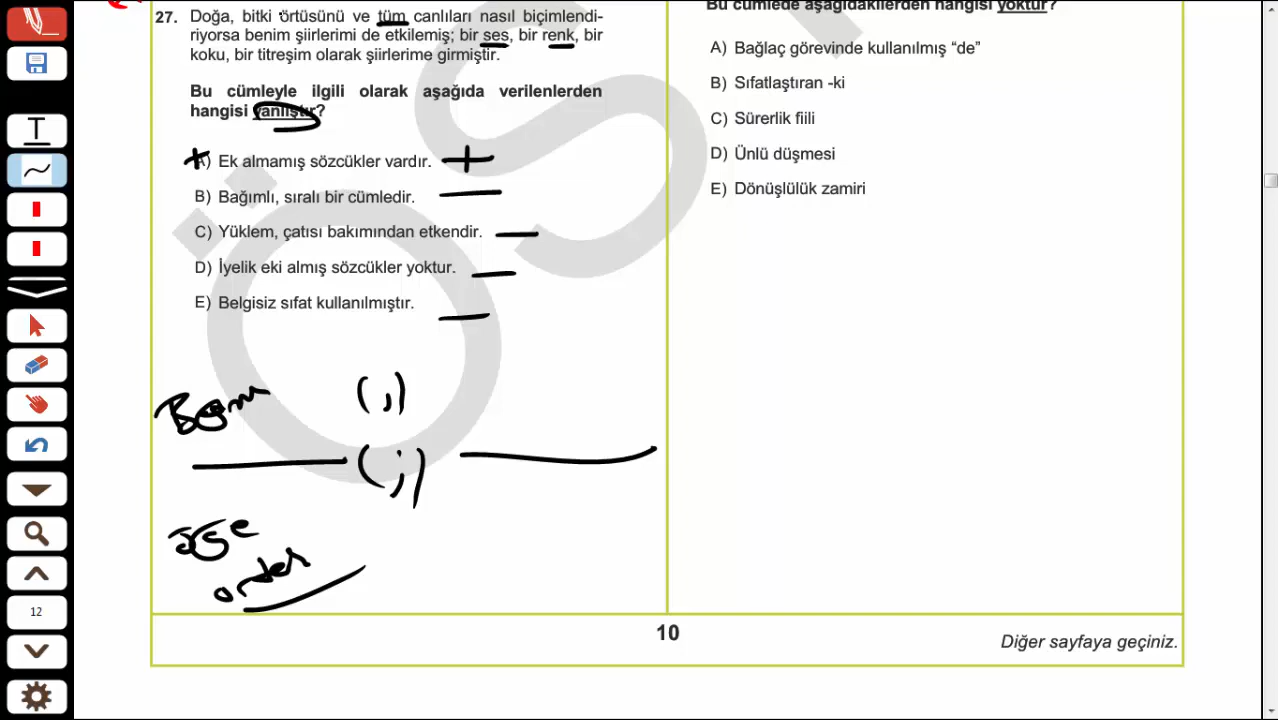 27. Doğa, bitki örtüsünü ve tüm canlıları nasıl biçimlendi-
riyorsa benim şiirlerimi de etkilemiş; bir ses, bir renk, bir
koku, bir titreşim olarak şiirlerime girmiştir.
Bu cümleyle ilgili olarak aşağıda verilenlerden
hangisi yanlıştır?
A) Ek almamış sözcükler vardır.
B) Bağımlı, sıralı bir cümledir.
C) Yüklem, çatısı bakımından etkendir.
D) İyelik eki almış sözcükler yoktur.
E) Belgisiz sıfat kullanılmıştır.
(,)
(;)
öğe
Bu cümlede aşağıdakilerden hangisi yoktur?
A) Bağlaç görevinde kullanılmış “de”
B) Sıfatlaştıran -ki
C) Sürerlik fiili
D) Ünlü düşmesi
E) Dönüşlülük zamiri
10
Diğer sayfaya geçiniz.
T
12